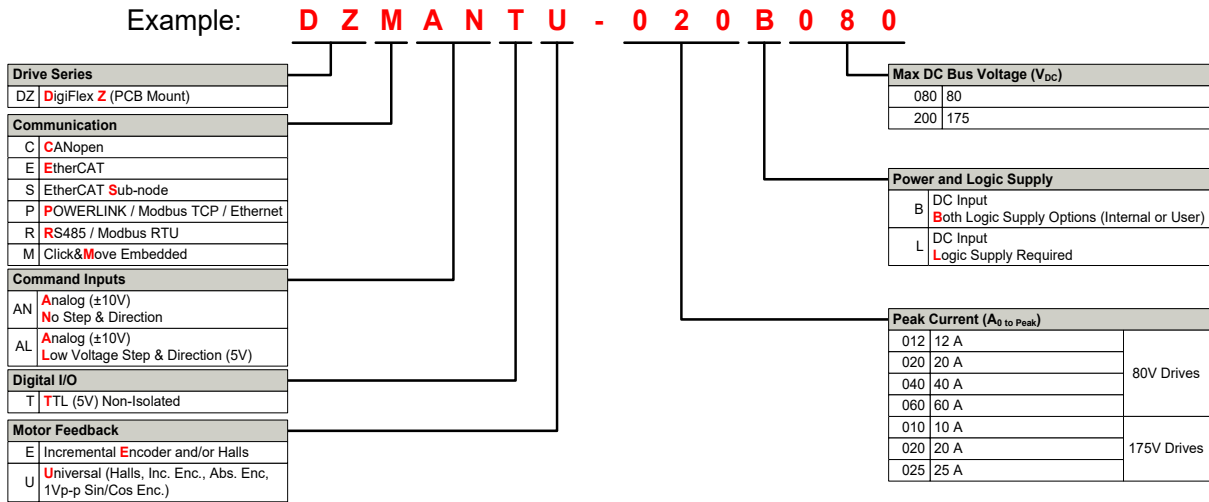 Example: D Z M A N T U - 0 2 0 B 0 8 0
Drive Series
DZ DigiFlex Z (PCB Mount)
Communication
C CANopen
E EtherCAT
S EtherCAT Sub-node
P POWERLINK / Modbus TCP / Ethernet
R RS485 / Modbus RTU
M Click&Move Embedded
Command Inputs
AN Analog (±10V)
No Step & Direction
AL Analog (±10V)
Low Voltage Step & Direction (5V)
Digital I/O
T TTL (5V) Non-Isolated
Motor Feedback
E Incremental Encoder and/or Halls
U Universal (Halls, Inc. Enc., Abs. Enc,
1Vp-p Sin/Cos Enc.)
Max DC Bus Voltage (VDC)
080 80
200 175
Power and Logic Supply
B DC Input
Both Logic Supply Options (Internal or User)
L DC Input
Logic Supply Required
Peak Current (A0 to Peak)
012 12 A
020 20 A
040 40 A
060 60 A
80V Drives
010 10 A
020 20 A
025 25 A
175V Drives